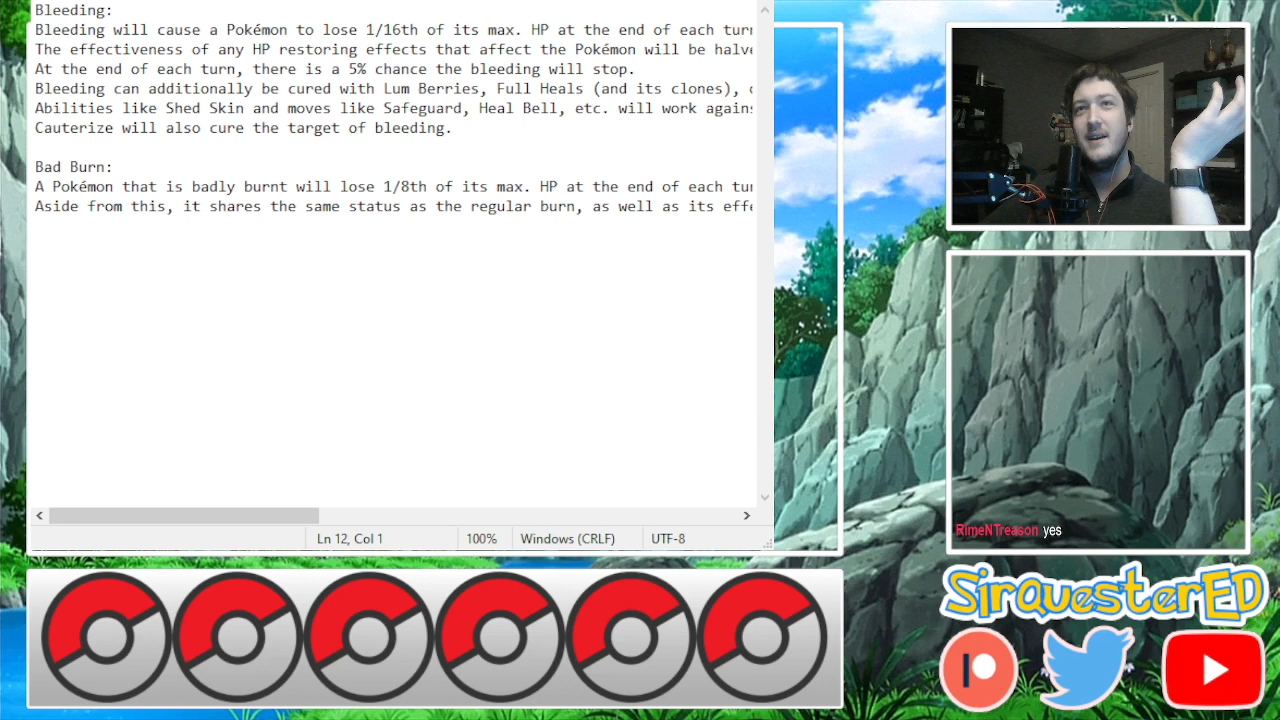 Bleeding:
Bleeding will cause a Pokémon to lose 1/16th of its max. HP at the end of each turn
The effectiveness of any HP restoring effects that affect the Pokémon will be halve
At the end of each turn, there is a 5% chance the bleeding will stop.
Bleeding can additionally be cured with Lum Berries, Full Heals (and its clones),
Abilities like Shed Skin and moves like Safeguard, Heal Bell, etc. will work agains
Cauterize will also cure the target of bleeding.
Bad Burn:
A Pokémon that is badly burnt will lose 1/8th of its max. HP at the end of each tur
Aside from this, it shares the same status as the regular burn, as well as its effe
Ln 12, Col 1 100% Windows (CRLF) UTF-8
RimeNTreason yes
SirQuesterED